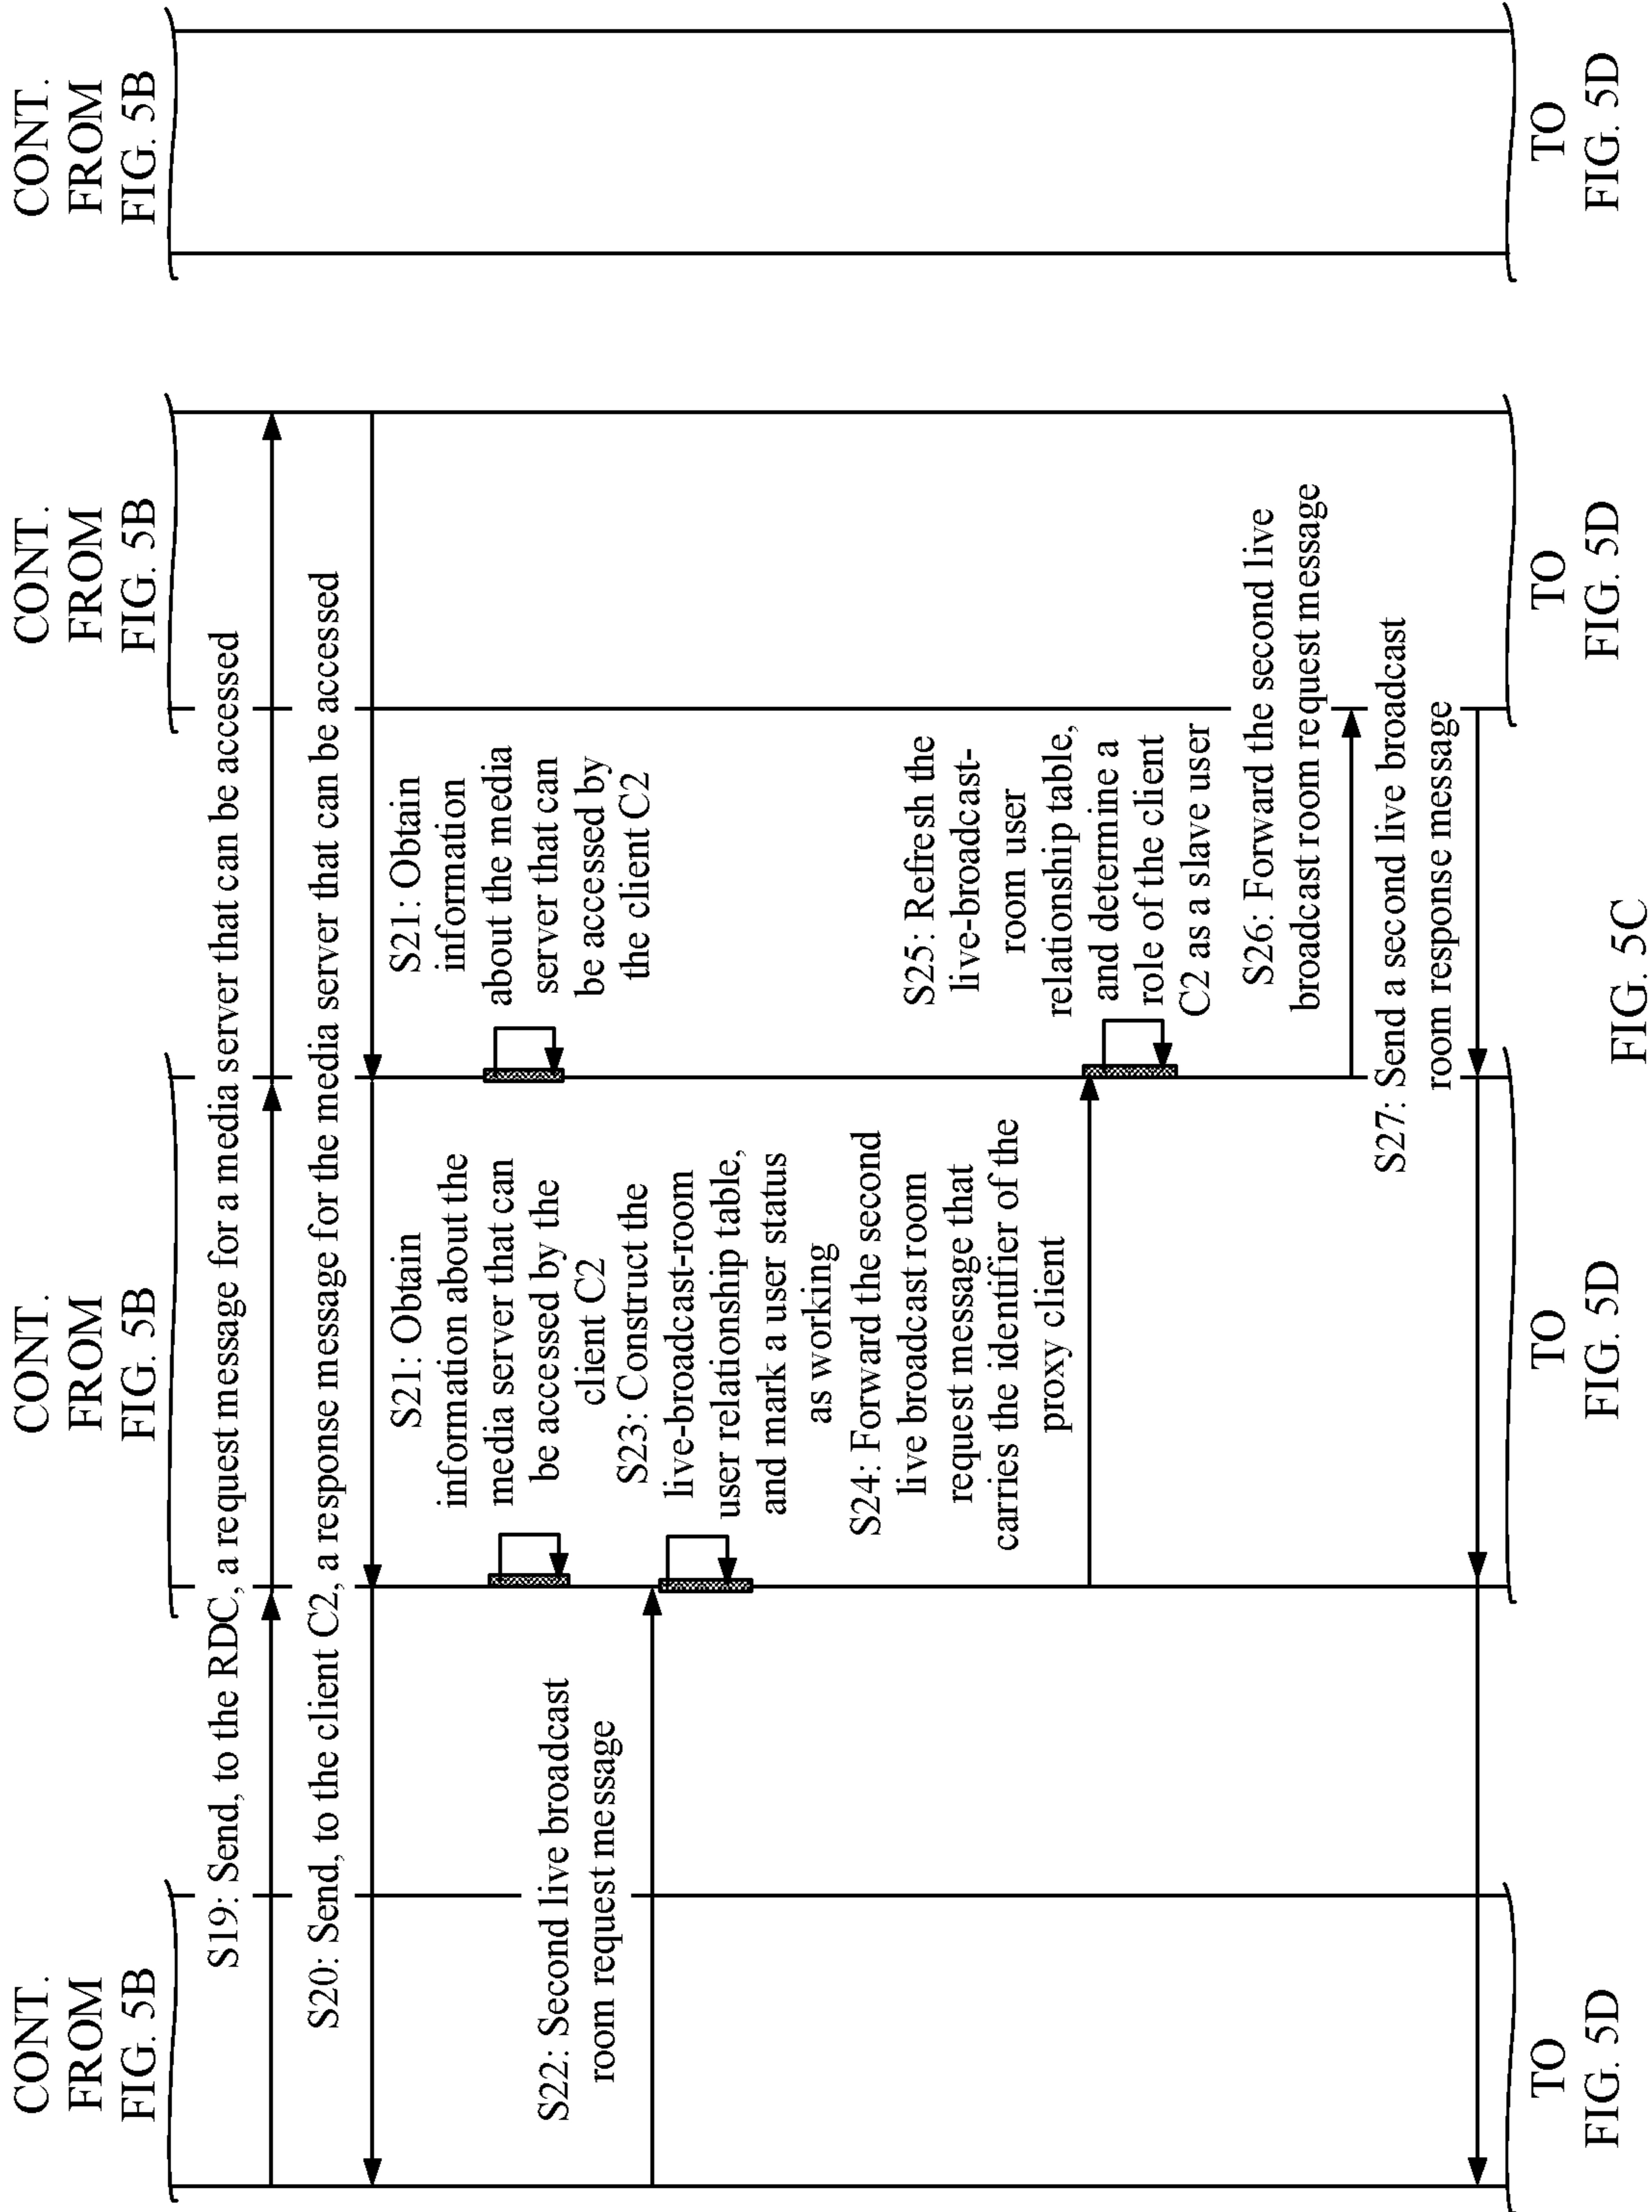 CONT.
FROM
FIG. 5B
CONT.
FROM
FIG. 5B
CONT.
FROM
FIG. 5B
CONT.
FROM
FIG. 5B
S19: Send, to the RDC, a request message for a media server that can be accessed
S20: Send, to the client C2, a response message for the media server that can be accessed
S21: Obtain
information about the
media server that can
be accessed by the
client C2
S21: Obtain
information
about the media
server that can
be accessed by
the client C2
S22: Second live broadcast
room request message
S23: Construct the
live-broadcast-room
user relationship table,
and mark a user status
as working
S24: Forward the second
live broadcast room
request message that
carries the identifier of the
proxy client
S25: Refresh the
live-broadcast-
room user
relationship table,
and determine a
role of the client
C2 as a slave user
S26: Forward the second live
broadcast room request message
S27: Send a second live broadcast
room response message
TO
FIG. 5D
TO
FIG. 5D
TO
FIG. 5D
TO
FIG. 5D
FIG. 5C